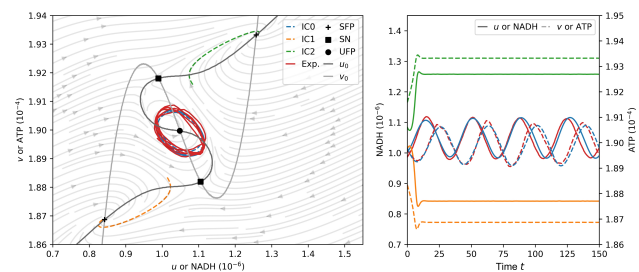 1.94
1.93
1.92
1.91
1.90
1.89
1.88
1.87
1.86
v or ATP (10⁻⁴)
IC0
IC1
IC2
Exp.
SFP
SN
UFP
u₀
v₀
0.7 0.8 0.9 1.0 1.1 1.2 1.3 1.4 1.5
u or NADH (10⁻⁶)
1.4
1.3
1.2
1.1
1.0
0.9
0.8
0.7
NADH (10⁻⁶)
u or NADH
v or ATP
1.95
1.94
1.93
1.92
1.91
1.90
1.89
1.88
1.87
1.86
ATP (10⁻⁴)
0 25 50 75 100 125 150
Time t